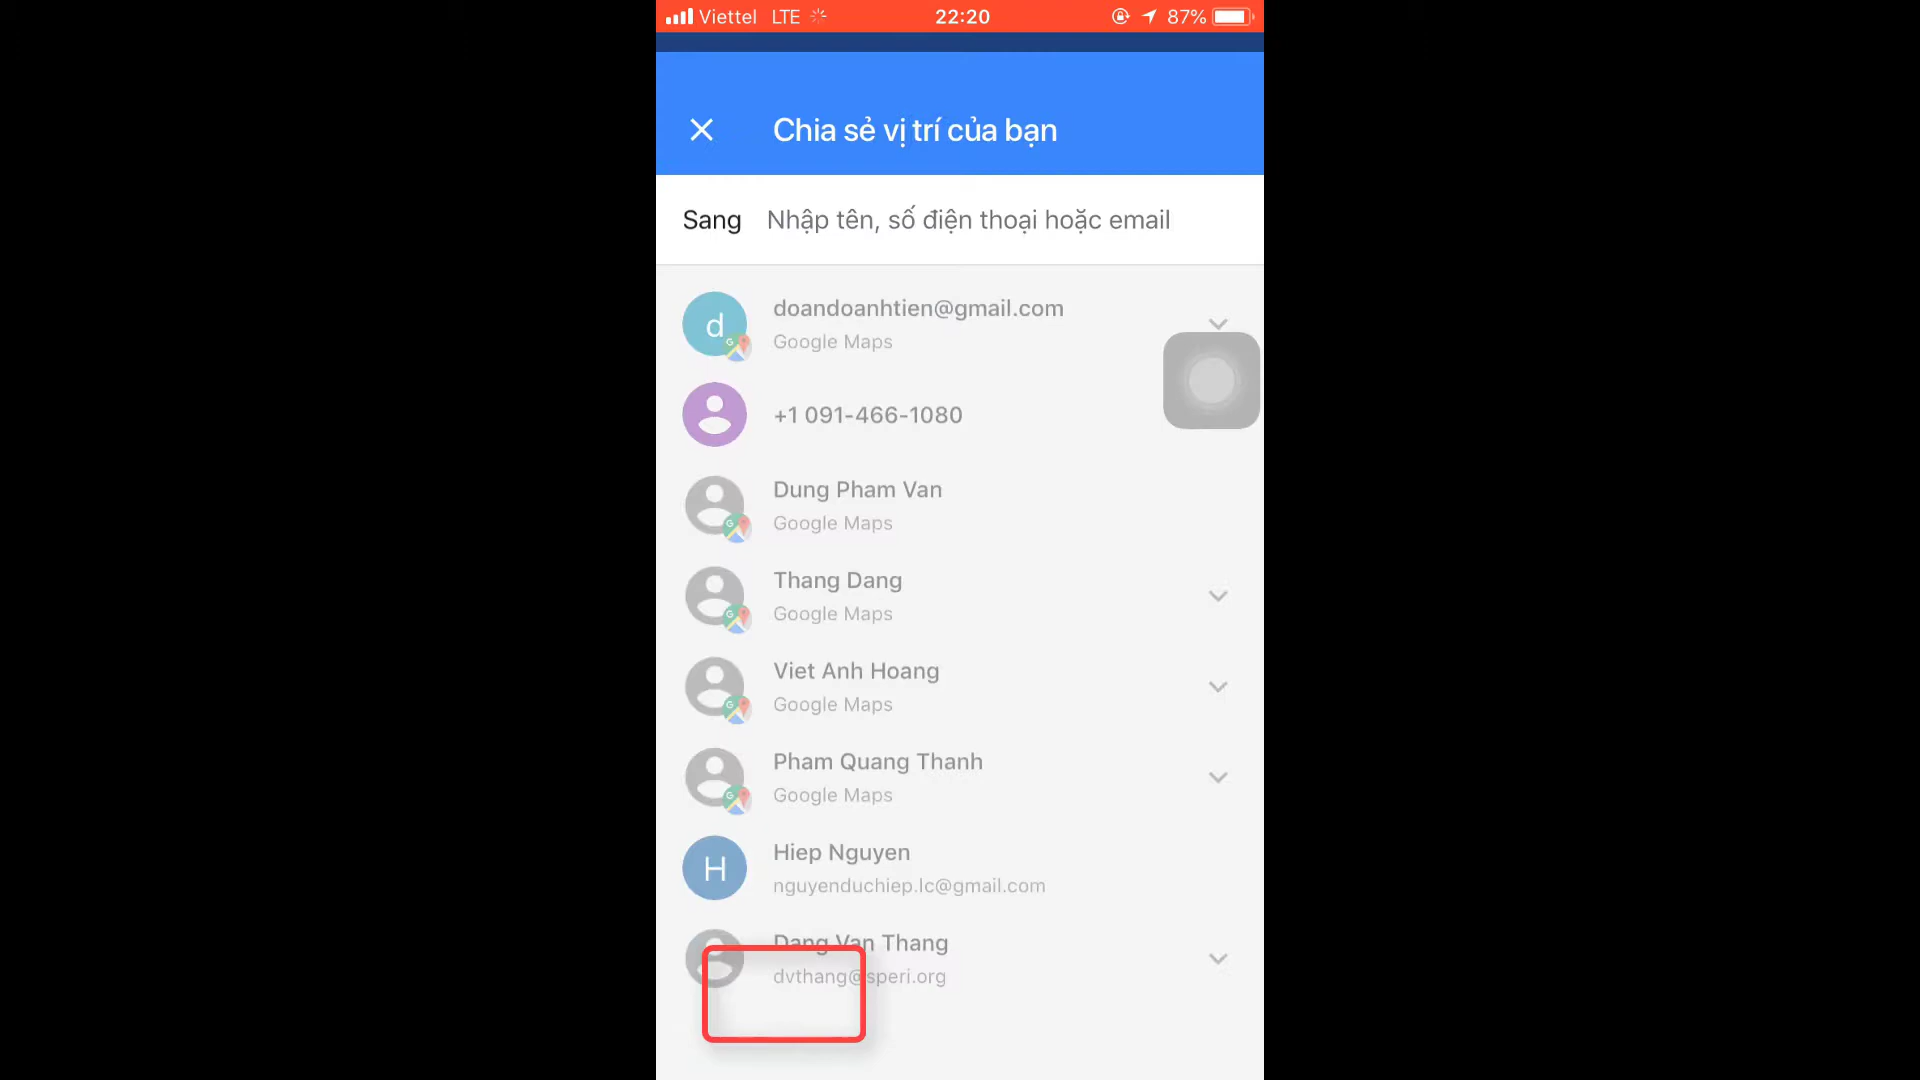 Viettel LTE 22:20 87%
Chia sẻ vị trí của bạn
Sang Nhập tên, số điện thoại hoặc email
d doandoanhtien@gmail.com
Google Maps
+1 091-466-1080
Dung Pham Van
Google Maps
Thang Dang
Google Maps
Viet Anh Hoang
Google Maps
Pham Quang Thanh
Google Maps
H Hiep Nguyen
nguyenduchiep.lc@gmail.com
Dang Van Thang
dvthang@speri.org